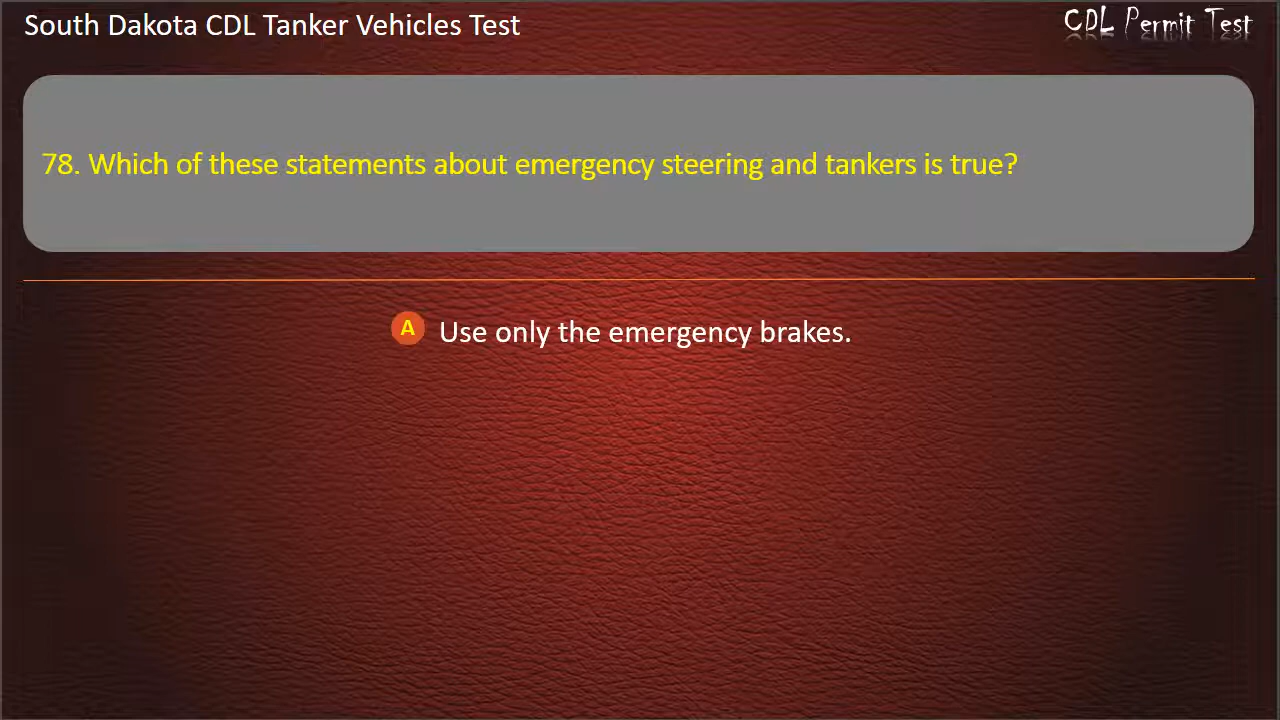 South Dakota CDL Tanker Vehicles Test
CDL Permit Test
78. Which of these statements about emergency steering and tankers is true?
A Use only the emergency brakes.